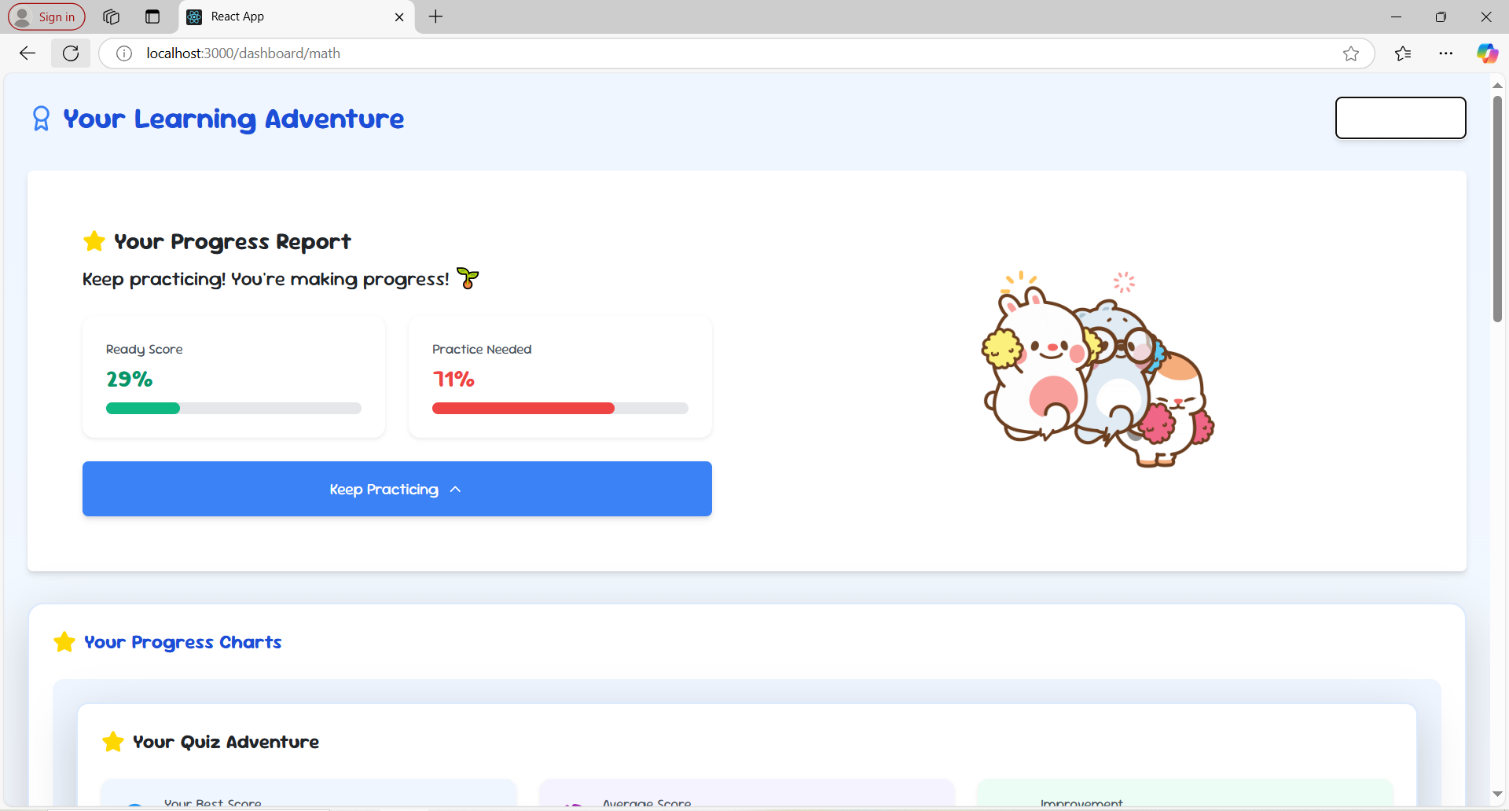 Sign in
React App
localhost:3000/dashboard/math
Your Learning Adventure
Your Progress Report
Keep practicing! You're making progress!
Ready Score
Practice Needed
29%
71%
Keep Practicing
Your Progress Charts
Your Quiz Adventure
Your Best Score
Average Score
Improvement